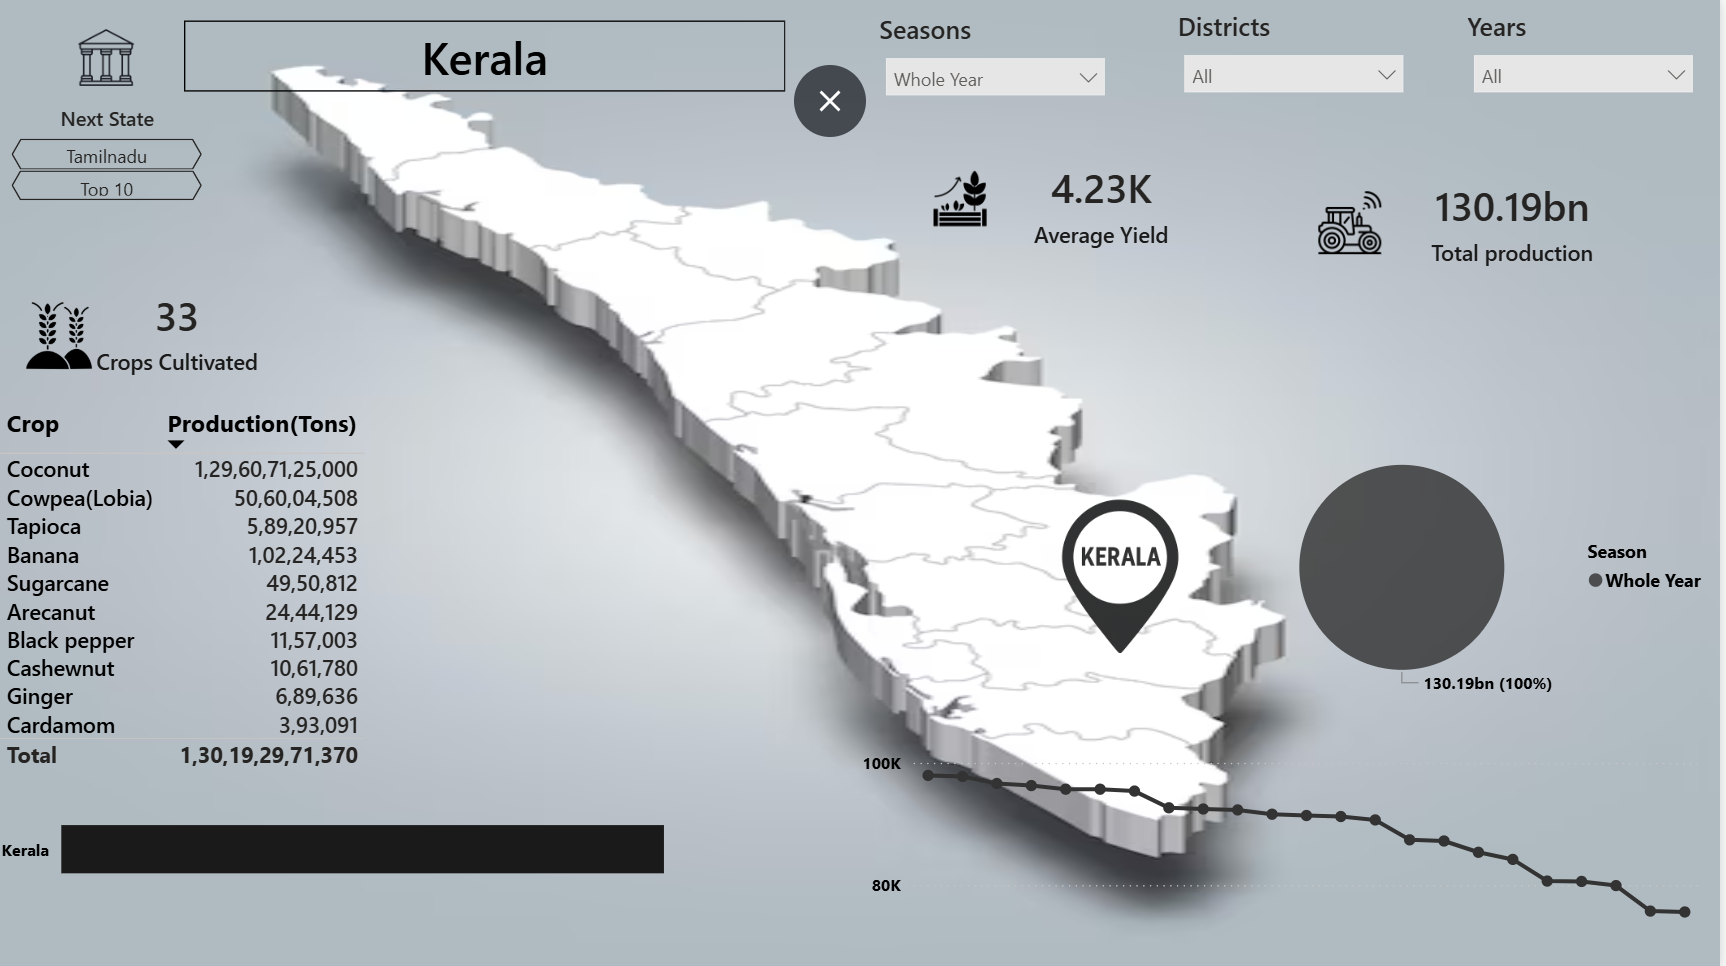 Kerala
Seasons
Whole Year
Districts
All
Years
All
Next State
Tamilnadu
Top 10
4.23K
Average Yield
130.19bn
Total production
33
Crops Cultivated
Crop Production(Tons)
Coconut 1,29,60,71,25,000
Cowpea(Lobia) 50,60,04,508
Tapioca 5,89,20,957
Banana 1,02,24,453
Sugarcane 49,50,812
Arecanut 24,44,129
Black pepper 11,57,003
Cashewnut 10,61,780
Ginger 6,89,636
Cardamom 3,93,091
Total 1,30,19,29,71,370
KERALA
Season
Whole Year
130.19bn (100%)
100K
80K
Kerala